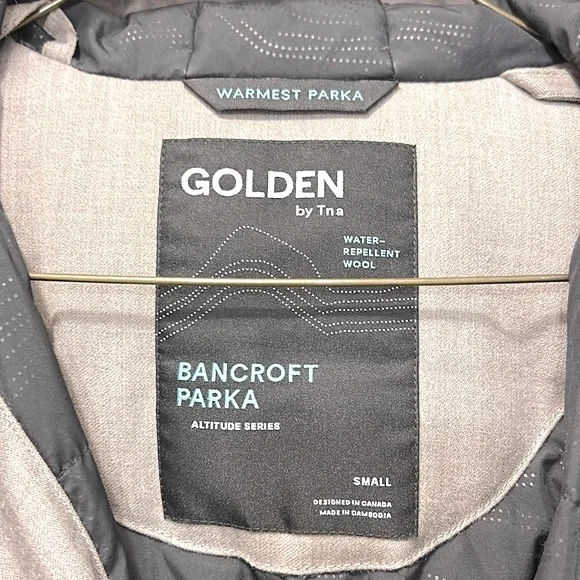 WARMEST PARKA
GOLDEN
by Tna
WATER–
REPELLENT
WOOL
BANCROFT
PARKA
ALTITUDE SERIES
SMALL
DESIGNED IN CANADA
MADE IN CAMBODIA